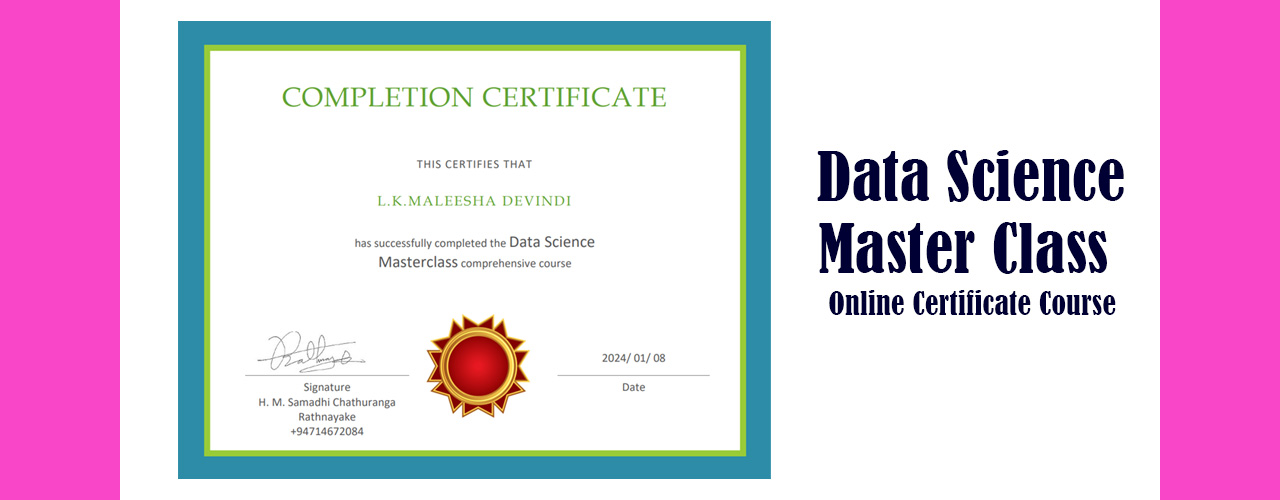 COMPLETION CERTIFICATE
THIS CERTIFIES THAT
L.K.MALEESHA DEVINDI
has successfully completed the Data Science
Masterclass comprehensive course
2024/ 01/ 08
Signature
H. M. Samadhi Chathuranga
Rathnayake
+94714672084
Date
Data Science
Master Class
Online Certificate Course